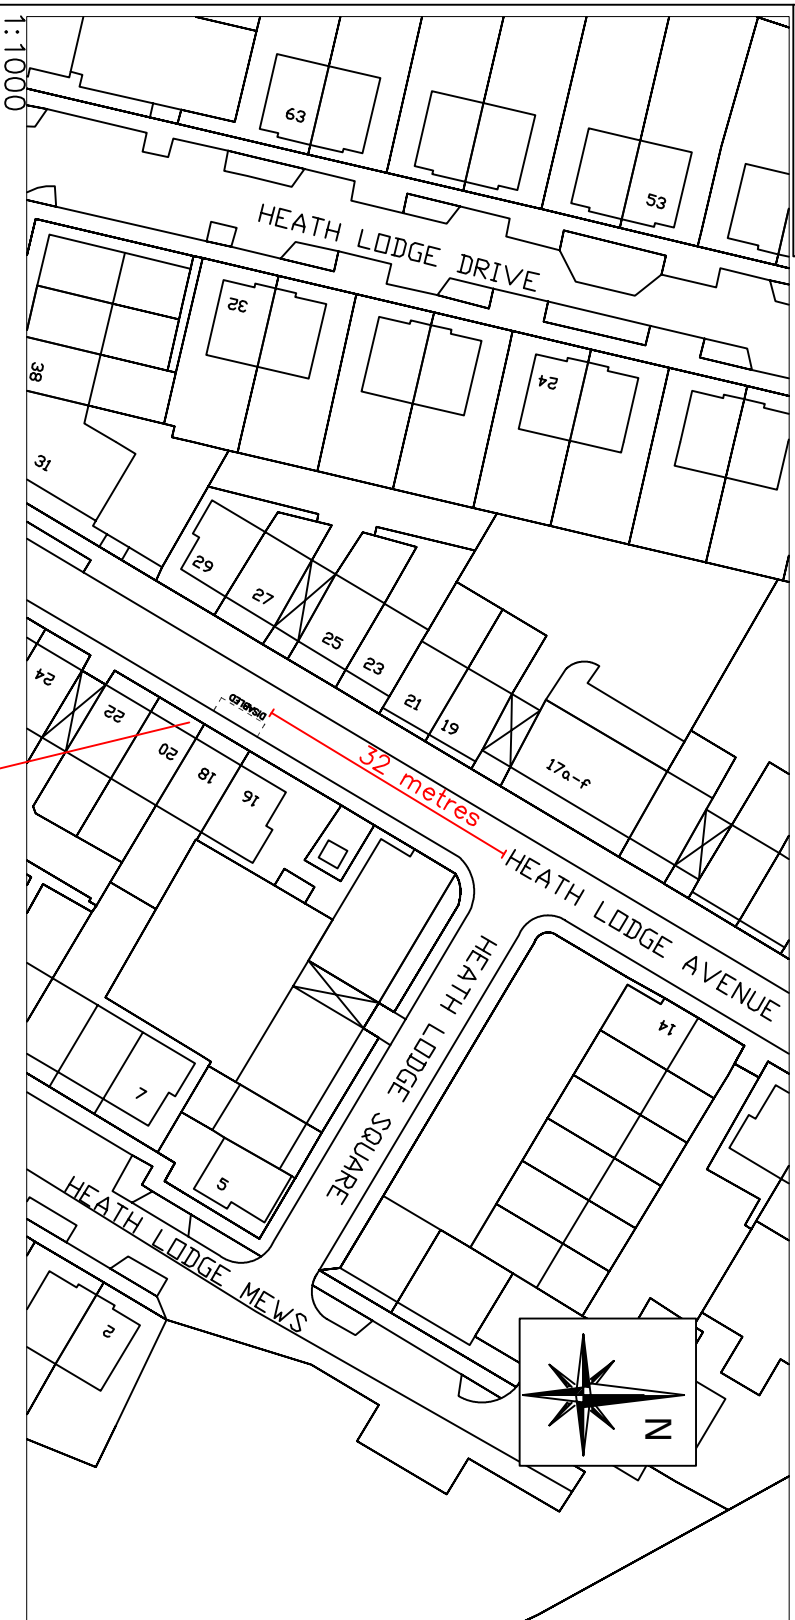 1:1000
63
53
HEATH LODGE DRIVE
32
24
38
31
29
27
25
23
21
19
17a-f
24
22
20
18
16
DISABLED
32 metres
HEATH LODGE AVENUE
14
HEATH LODGE SQUARE
7
5
HEATH LODGE MEWS
2
N